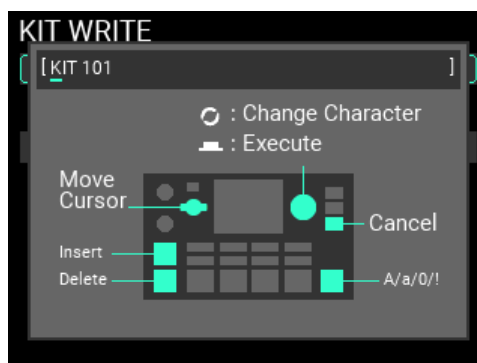 KIT WRITE
[ KIT 101 ]
: Change Character
: Execute
Move
Cursor
Cancel
Insert
Delete
A/a/0/!